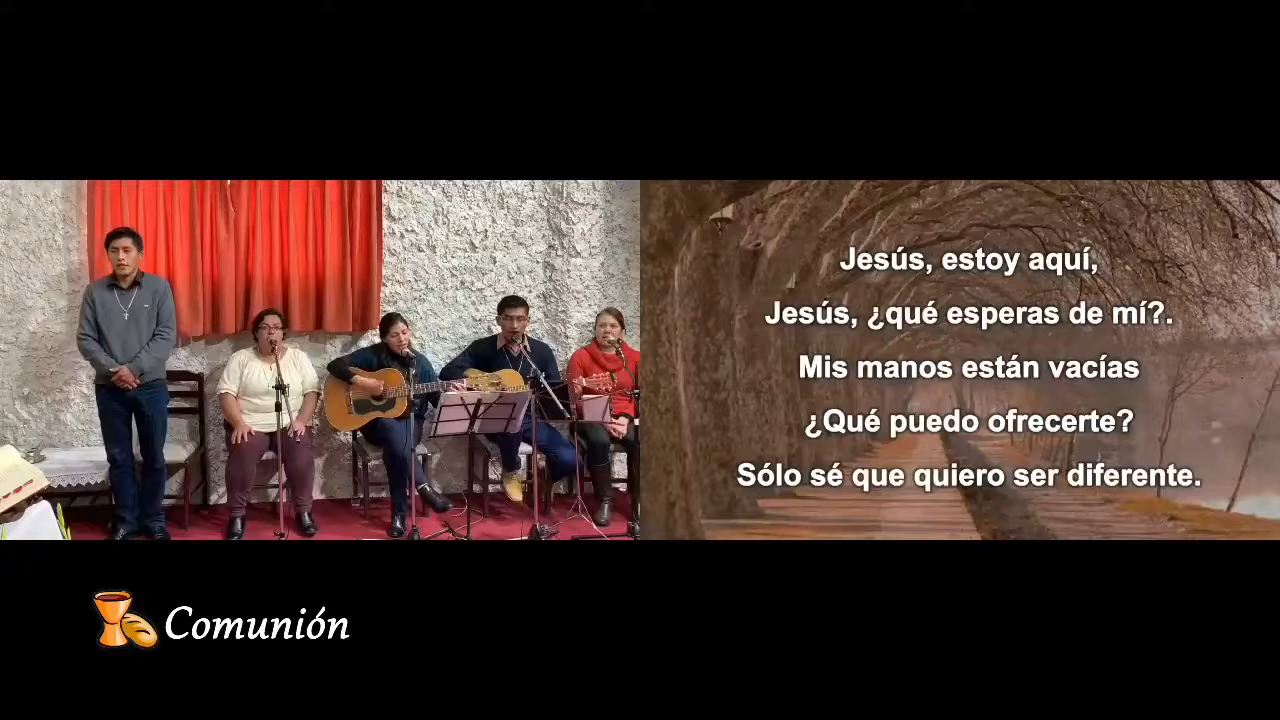 Jesús, estoy aquí,
Jesús, ¿qué esperas de mí?.
Mis manos están vacías
¿Qué puedo ofrecerte?
Sólo sé que quiero ser diferente.
Comunión